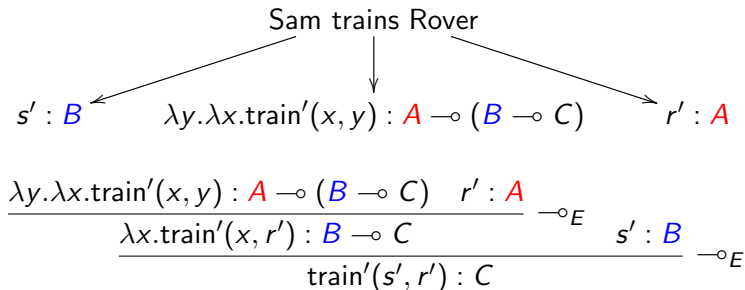 Sam trains Rover
s′ : B λy.λx.train′(x, y) : A ⊸ (B ⊸ C) r′ : A
λy.λx.train′(x, y) : A ⊸ (B ⊸ C) r′ : A ⊸E
λx.train′(x, r′) : B ⊸ C s′ : B ⊸E
train′(s′, r′) : C